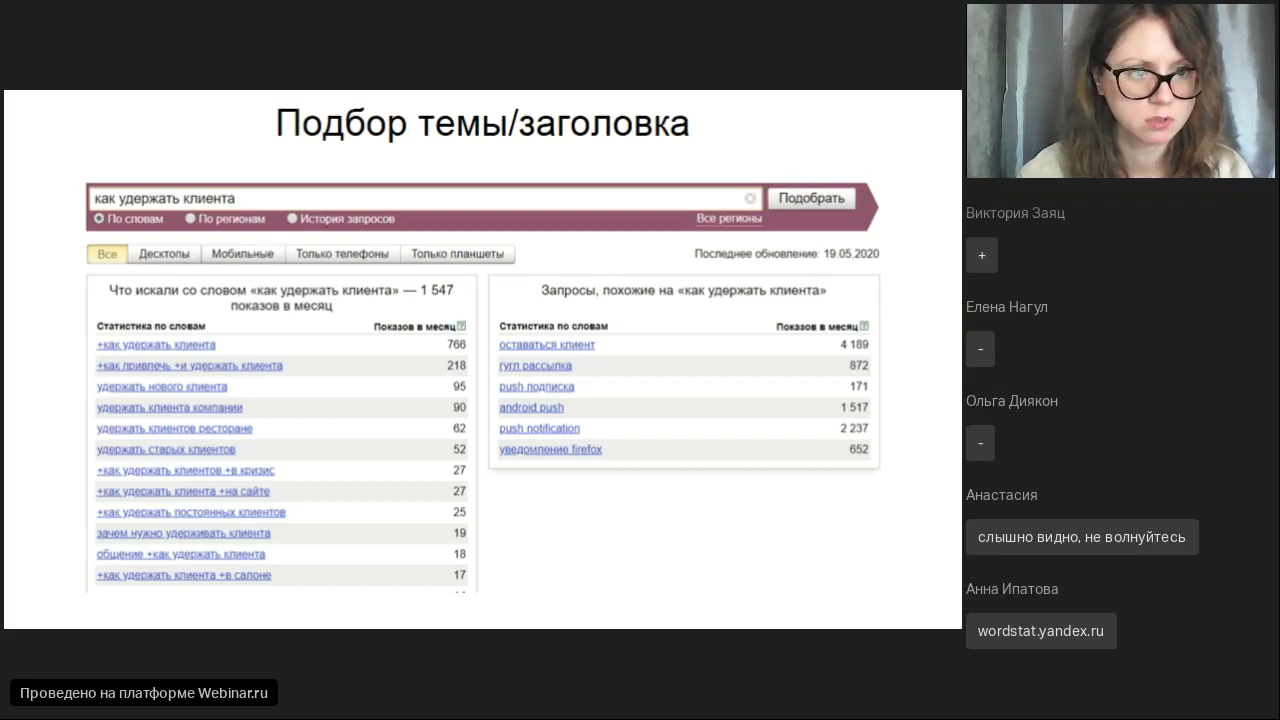 Подбор темы/заголовка
как удержать клиента
Подобрать
По словам По регионам История запросов Все регионы
Все Десктопы Мобильные Только телефоны Только планшеты
Последнее обновление: 19.05.2020
Что искали со словом «как удержать клиента» — 1 547
показов в месяц
Статистика по словам Показов в месяц ?
+как удержать клиента 766
+как привлечь +и удержать клиента 218
удержать нового клиента 95
удержать клиента компании 90
удержать клиентов ресторане 62
удержать старых клиентов 52
+как удержать клиентов +в кризис 27
+как удержать клиента +на сайте 27
+как удержать постоянных клиентов 25
зачем нужно удерживать клиента 19
общение +как удержать клиента 18
+как удержать клиента +в салоне 17
Запросы, похожие на «как удержать клиента»
Статистика по словам Показов в месяц ?
оставаться клиент 4 189
гугл рассылка 872
push подписка 171
android push 1 517
push notification 2 237
уведомление firefox 652
Виктория Заяц
+
Елена Нагул
-
Ольга Диякон
-
Анастасия
слышно видно, не волнуйтесь
Анна Ипатова
wordstat.yandex.ru
Проведено на платформе Webinar.ru